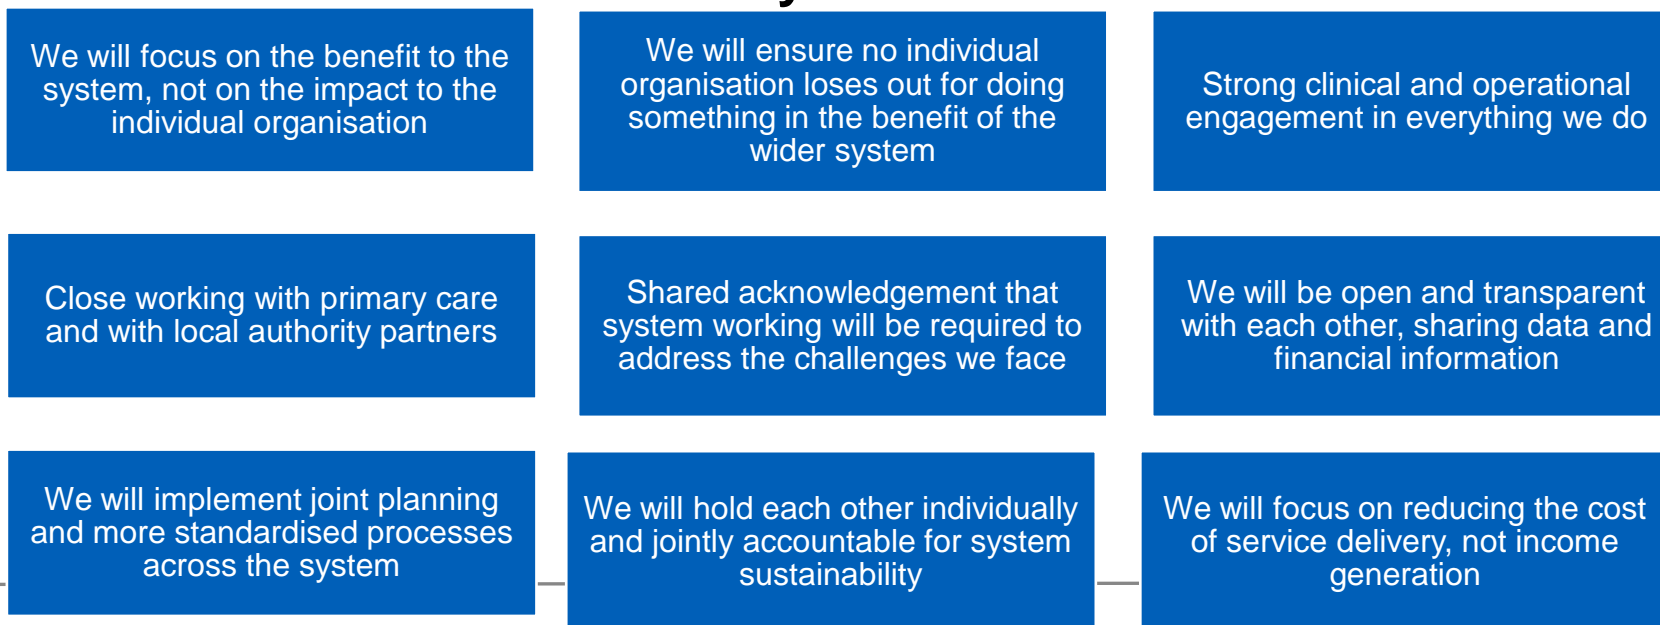 We will focus on the benefit to the
system, not on the impact to the
individual organisation
We will ensure no individual
organisation loses out for doing
something in the benefit of the
wider system
Strong clinical and operational
engagement in everything we do
Close working with primary care
and with local authority partners
Shared acknowledgement that
system working will be required to
address the challenges we face
We will be open and transparent
with each other, sharing data and
financial information
We will implement joint planning
and more standardised processes
across the system
We will hold each other individually
and jointly accountable for system
sustainability
We will focus on reducing the cost
of service delivery, not income
generation